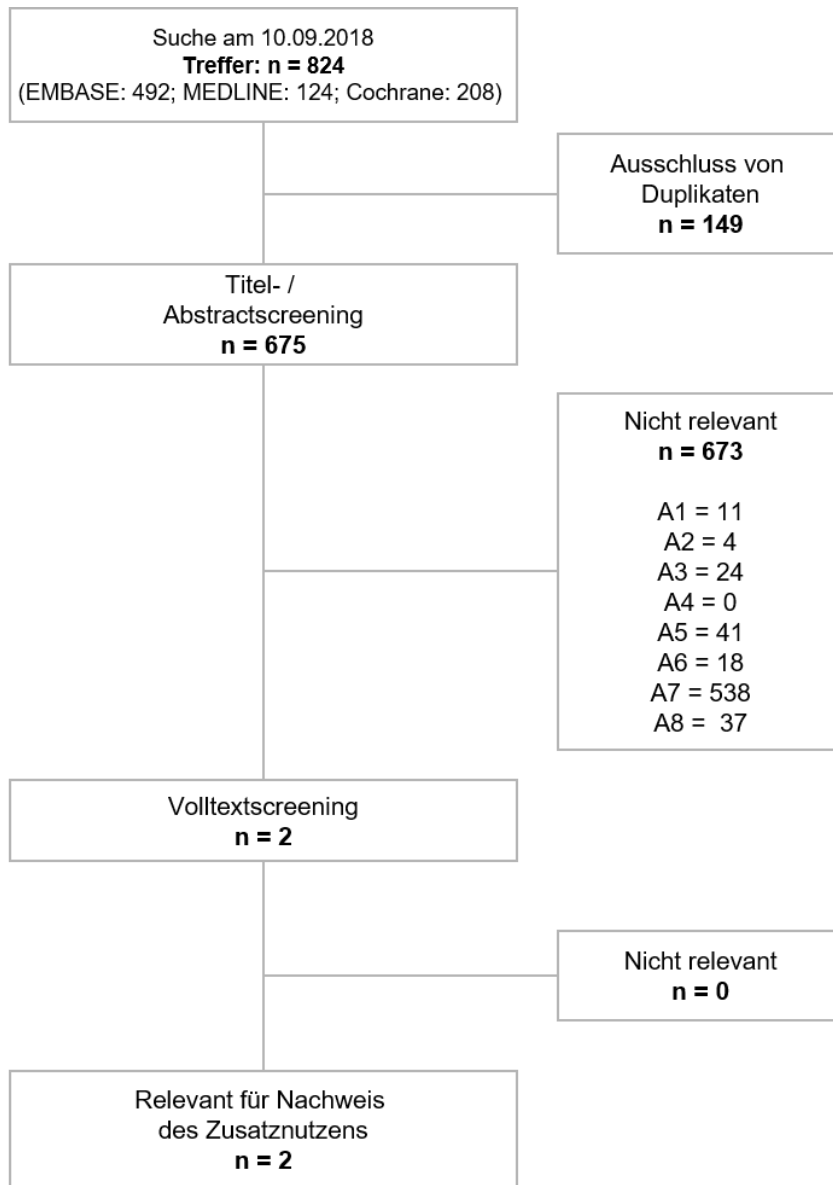 Suche am 10.09.2018
Treffer: n = 824
(EMBASE: 492; MEDLINE: 124; Cochrane: 208)
Ausschluss von
Duplikaten
n = 149
Titel- /
Abstractscreening
n = 675
Nicht relevant
n = 673
A1 = 11
A2 = 4
A3 = 24
A4 = 0
A5 = 41
A6 = 18
A7 = 538
A8 = 37
Volltextscreening
n = 2
Nicht relevant
n = 0
Relevant für Nachweis
des Zusatznutzens
n = 2